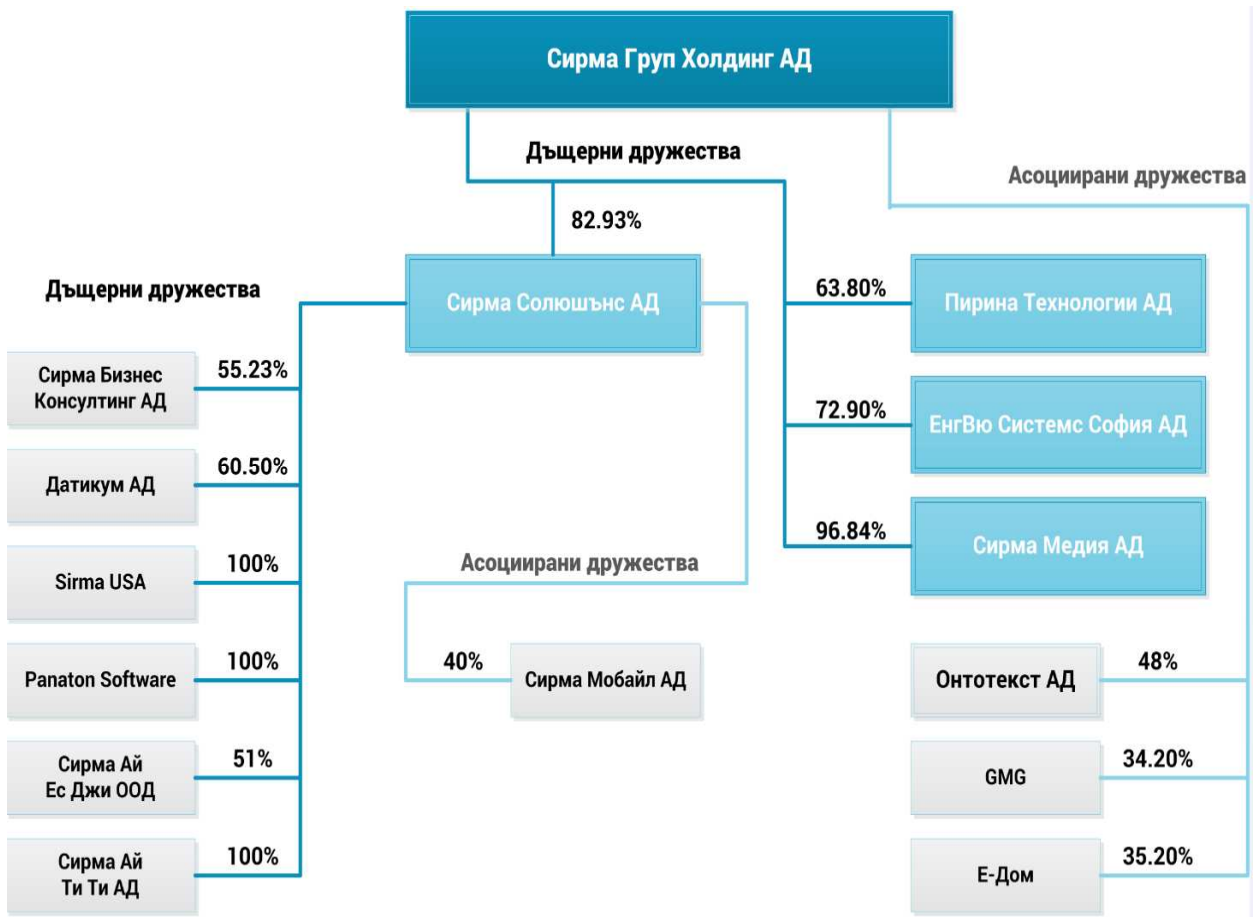 Сирма Груп Холдинг АД
Дъщерни дружества
Асоциирани дружества
82.93%
Дъщерни дружества
Сирма Солюшънс АД
63.80%
Пирина Технологии АД
Сирма Бизнес
Консултинг АД
55.23%
72.90%
ЕнгВю Системс София АД
Датикум АД
60.50%
96.84%
Сирма Медия АД
Sirma USA
100%
Асоциирани дружества
Panaton Software
100%
40%
Сирма Мобайл АД
Онтотекст АД
48%
Сирма Ай
Ес Джи ООД
51%
GMG
34.20%
Сирма Ай
Ти Ти АД
100%
Е-Дом
35.20%